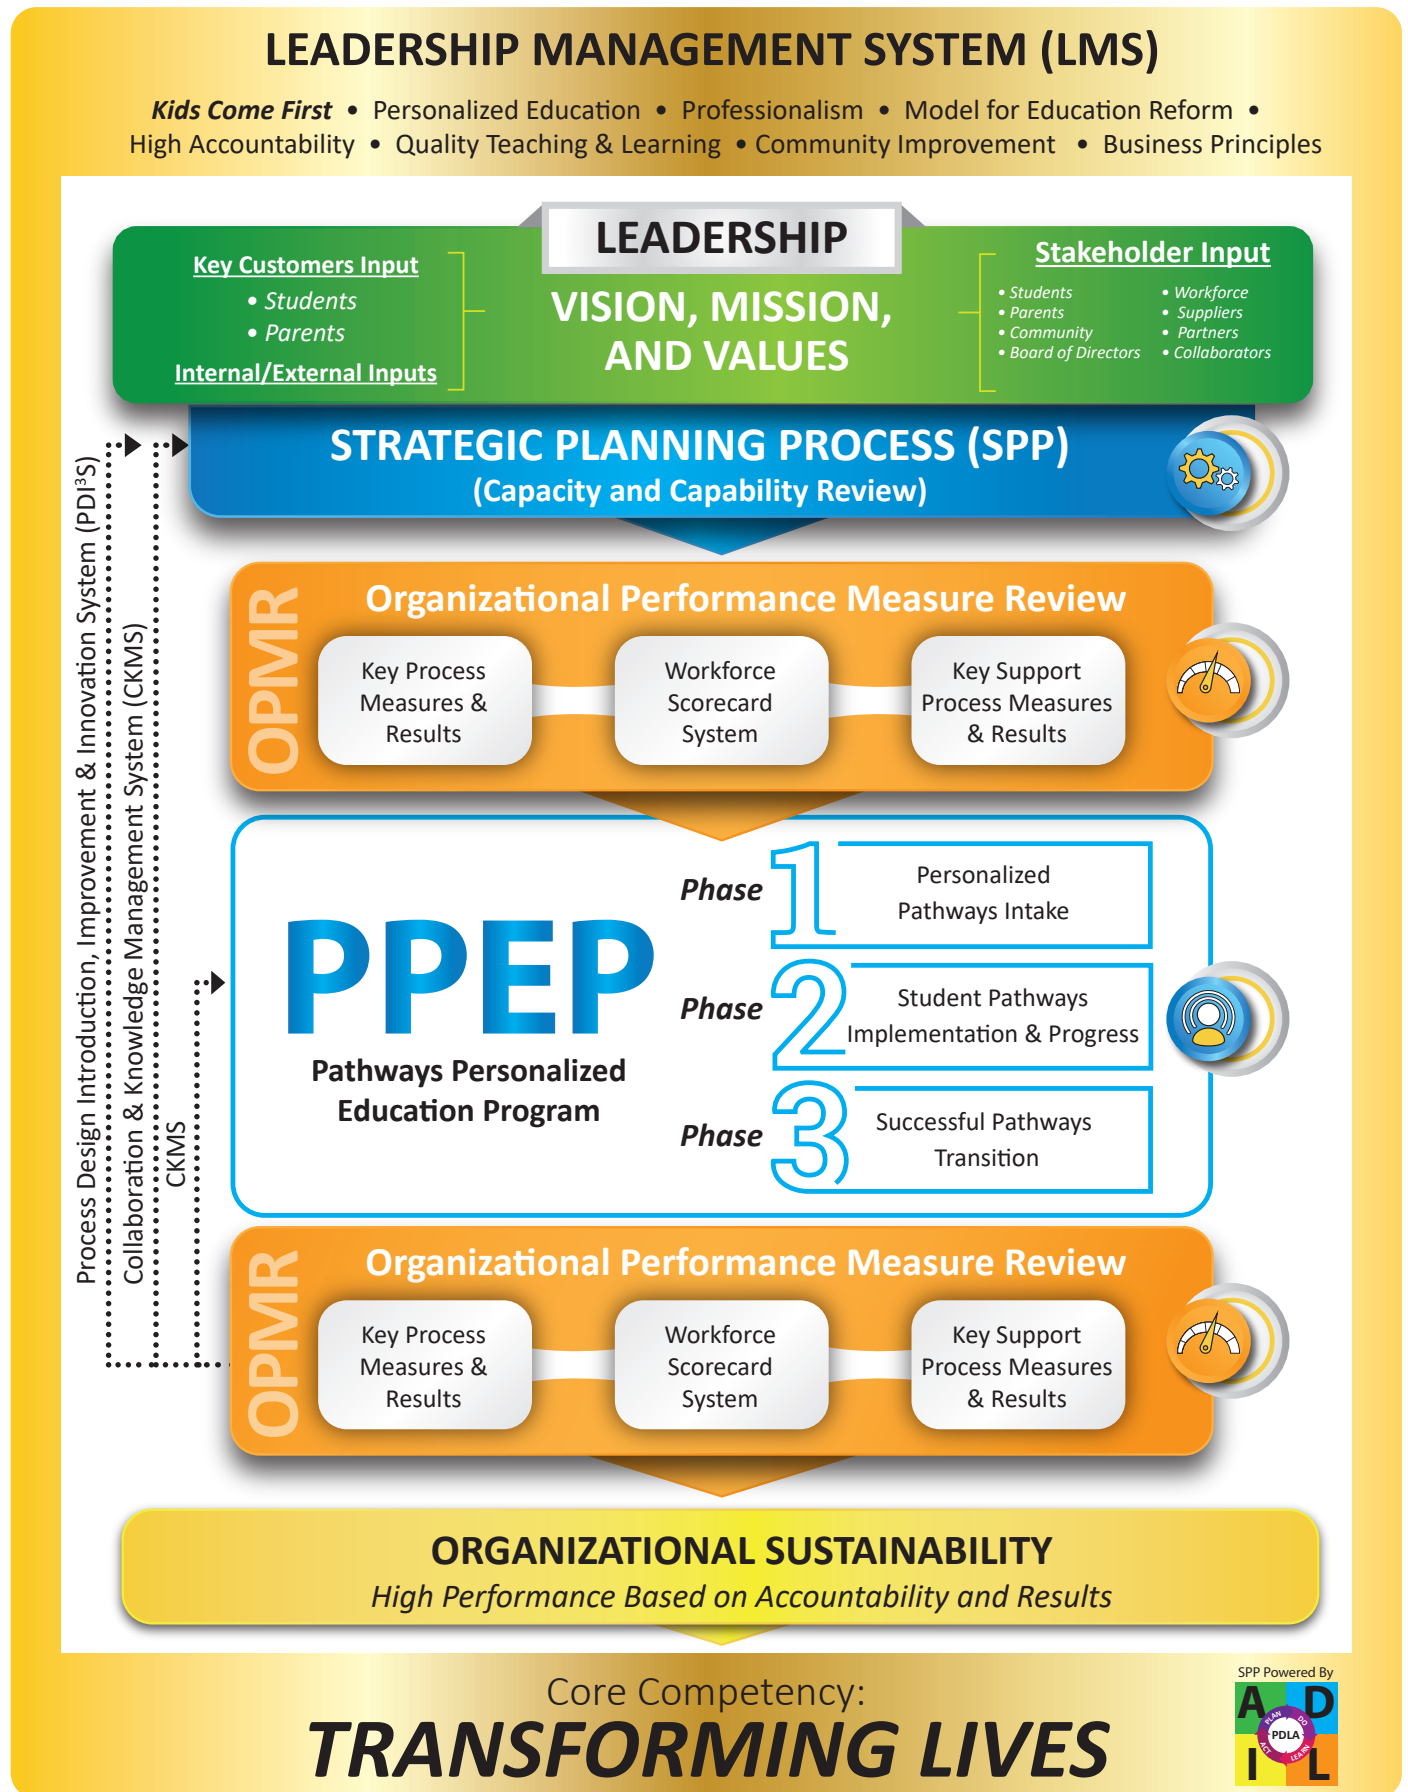 LEADERSHIP MANAGEMENT SYSTEM (LMS)
Kids Come First • Personalized Education • Professionalism • Model for Education Reform •
High Accountability • Quality Teaching & Learning • Community Improvement • Business Principles
LEADERSHIP
VISION, MISSION,
AND VALUES
Key Customers Input
• Students
• Parents
Internal/External Inputs
Stakeholder Input
• Students
• Parents
• Community
• Board of Directors
• Workforce
• Suppliers
• Partners
• Collaborators
STRATEGIC PLANNING PROCESS (SPP)
(Capacity and Capability Review)
Process Design Introduction, Improvement & Innovation System (PDI³S)
Collaboration & Knowledge Management System (CKMS)
CKMS
OPMR
Organizational Performance Measure Review
Key Process
Measures &
Results
Workforce
Scorecard
System
Key Support
Process Measures
& Results
PPEP
Pathways Personalized
Education Program
Phase 1
Personalized
Pathways Intake
Phase 2
Student Pathways
Implementation & Progress
Phase 3
Successful Pathways
Transition
OPMR
Organizational Performance Measure Review
Key Process
Measures &
Results
Workforce
Scorecard
System
Key Support
Process Measures
& Results
ORGANIZATIONAL SUSTAINABILITY
High Performance Based on Accountability and Results
Core Competency:
TRANSFORMING LIVES
SPP Powered By
A D
PLAN DO
PDLA
ACT LEARN
I L